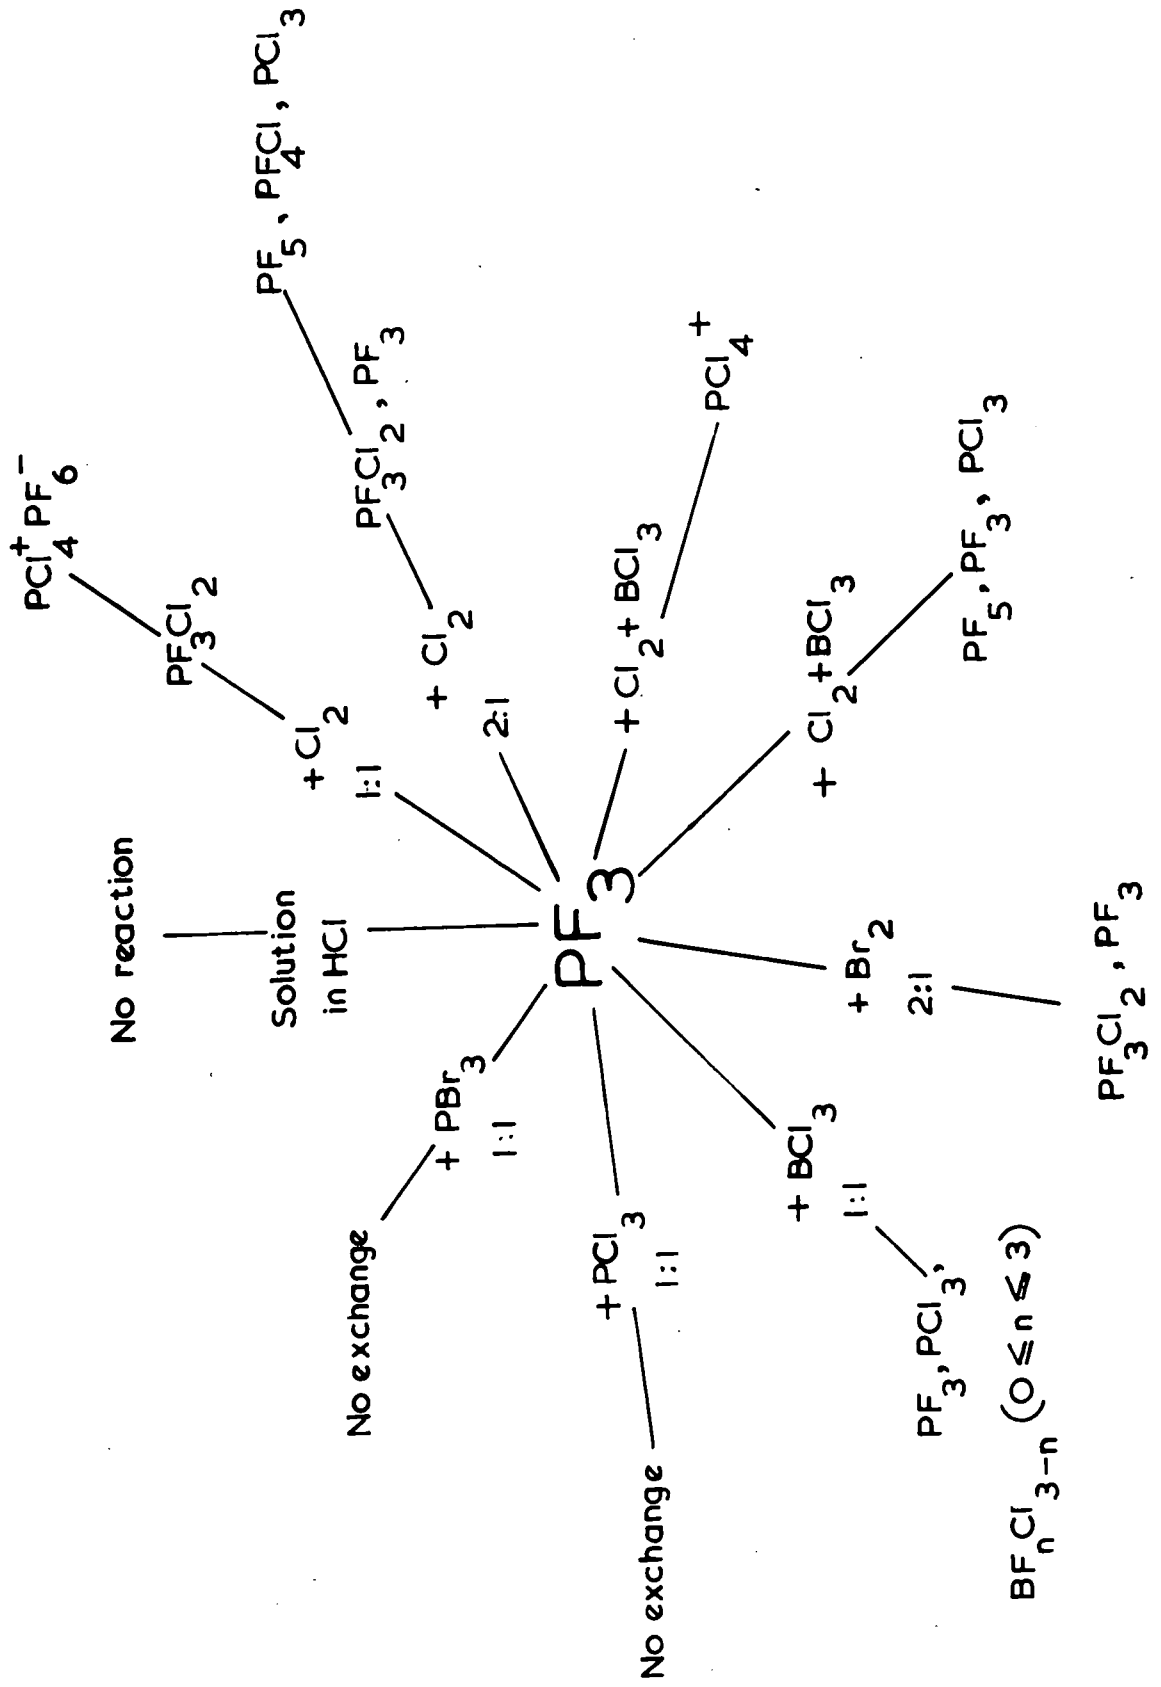 PF3
Solution
in HCl
No reaction
+ Cl2
1:1
PF3Cl2
PCl4+PF6-
+ Cl2
2:1
PF3Cl2, PF3
PF5, PF4Cl, PCl3
+ Cl2 + BCl3
PCl4+
+ Cl2 + BCl3
PF5, PF3, PCl3
+ Br2
2:1
PF3Cl2, PF3
+ BCl3
1:1
PF3, PCl3,
BFnCl3-n (0 ≤ n ≤ 3)
+ PCl3
1:1
No exchange
+ PBr3
1:1
No exchange